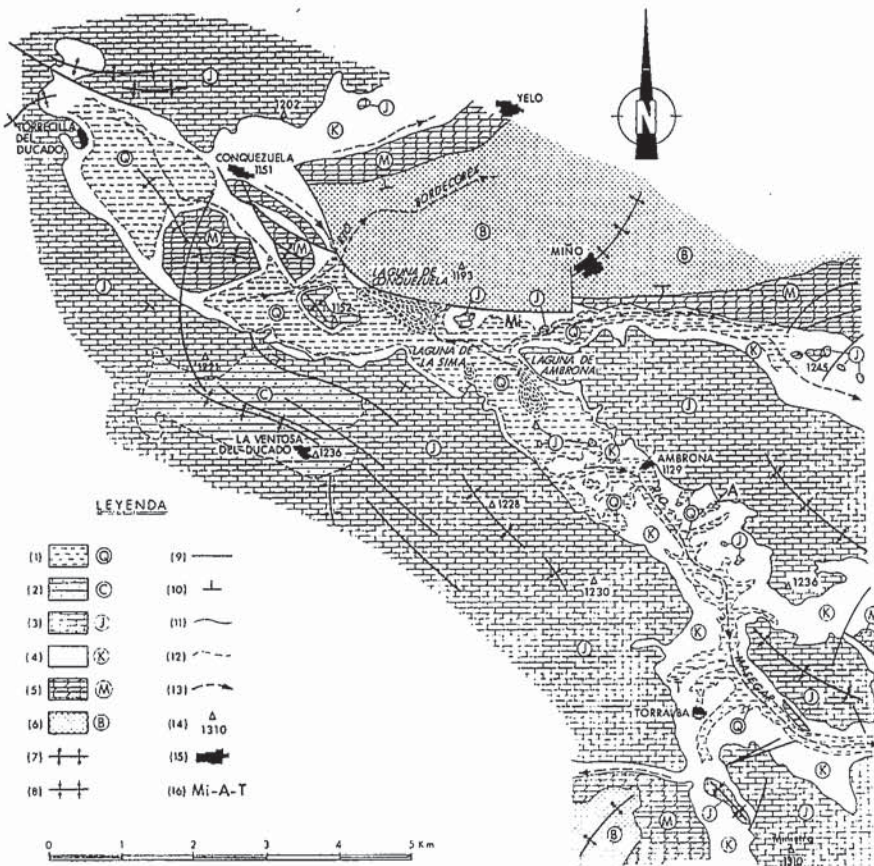 N
J
1202
J
YELO
K
TORRECILLA
DEL
DUCADO
Q
CONQUEZUELA
1151
M
RIO
BORDECOREX
B
M
M
MIÑO
B
J
LAGUNA DE
CONQUEZUELA
1193
J
J
M
Q
1152
Mi
Q
K
J
1245
1221
LAGUNA DE
LA SIMA
LAGUNA DE
AMBRONA
Q
C
J
LA VENTOSA
DEL DUCADO
1236
J
J
K
AMBRONA
1129
RIO
A
Q
Q
1228
K
J
1230
1236
K
K
M
J
MASEGAR
J
TORRALBA
Q
K
J
J
B
M
K
Ministra
1310
LEYENDA
(1) Q
(2) C
(3) J
(4) K
(5) M
(6) B
(7)
(8)
(9)
(10)
(11)
(12)
(13)
(14) 1310
(15)
(16) Mi-A-T
0 1 2 3 4 5 Km